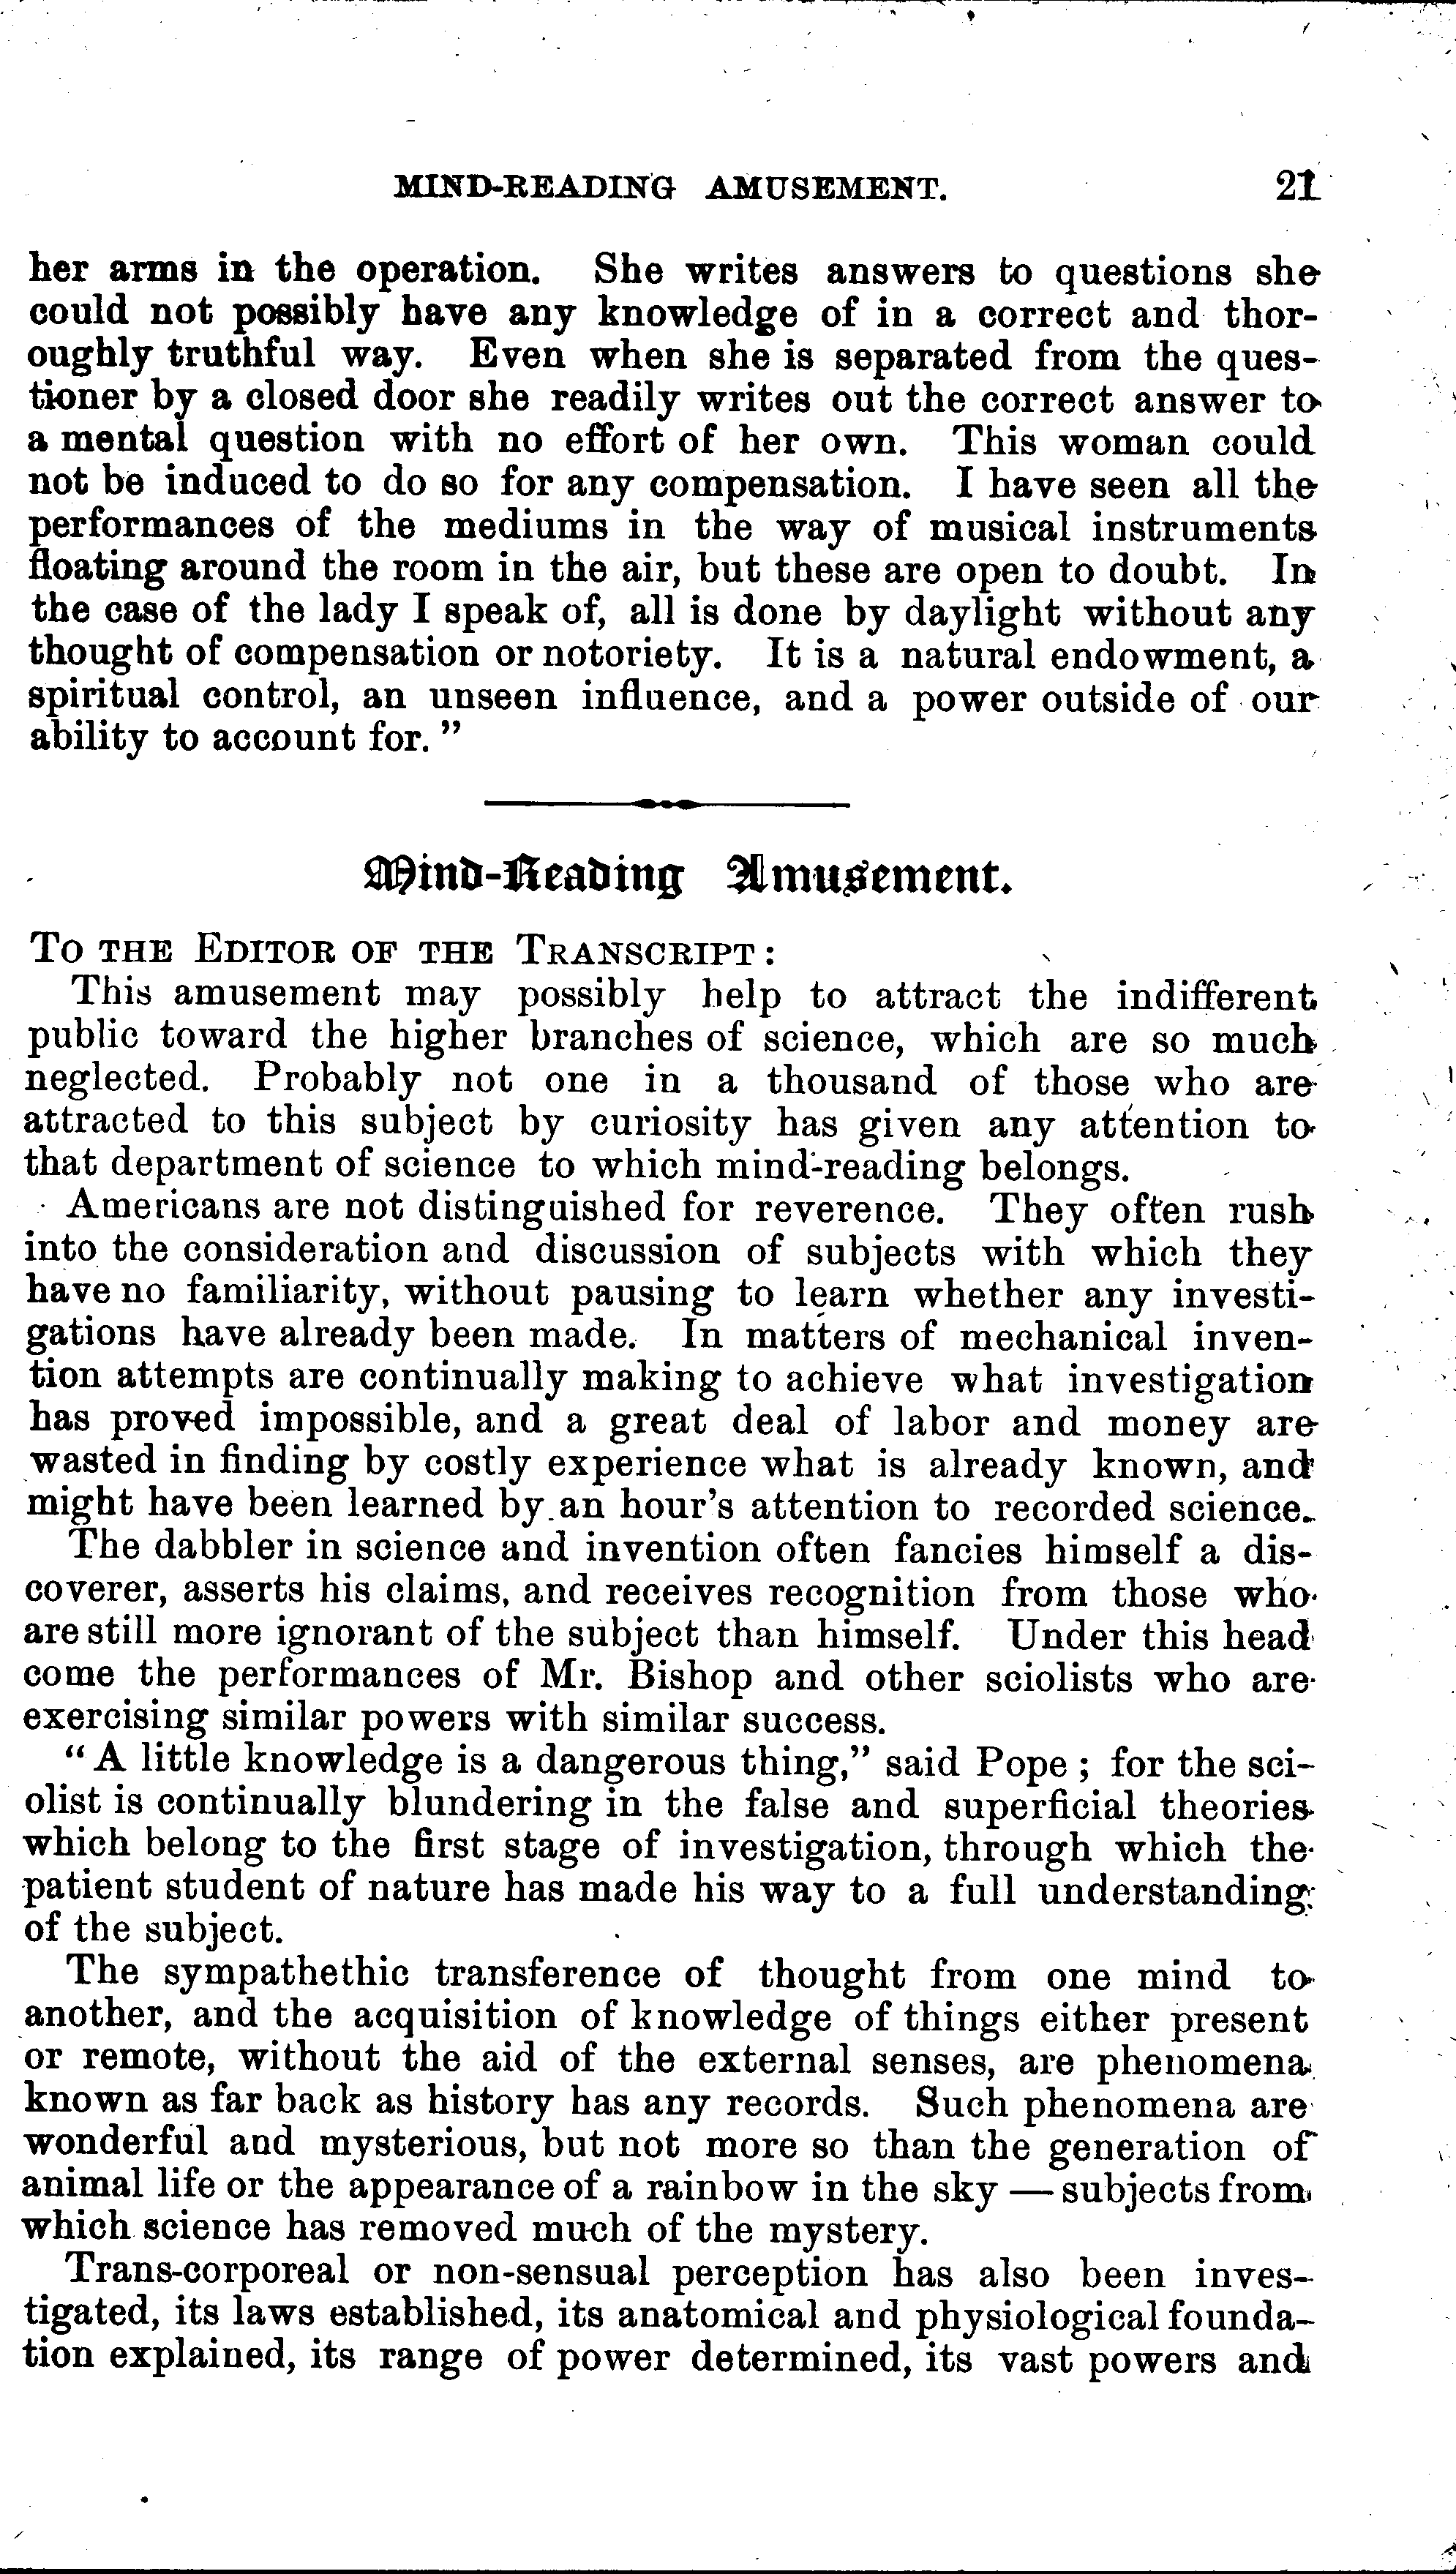 MIND-READING AMUSEMENT. 21
her arms in the operation. She writes answers to questions she
could not possibly have any knowledge of in a correct and thor-
oughly truthful way. Even when she is separated from the ques-
tioner by a closed door she readily writes out the correct answer to
a mental question with no effort of her own. This woman could
not be induced to do so for any compensation. I have seen all the
performances of the mediums in the way of musical instruments
floating around the room in the air, but these are open to doubt. In
the case of the lady I speak of, all is done by daylight without any
thought of compensation or notoriety. It is a natural endowment, a
spiritual control, an unseen influence, and a power outside of our
ability to account for."
Mind-Reading Amusement.
TO THE EDITOR OF THE TRANSCRIPT:
This amusement may possibly help to attract the indifferent
public toward the higher branches of science, which are so much
neglected. Probably not one in a thousand of those who are
attracted to this subject by curiosity has given any attention to
that department of science to which mind-reading belongs.
Americans are not distinguished for reverence. They often rush
into the consideration and discussion of subjects with which they
have no familiarity, without pausing to learn whether any investi-
gations have already been made. In matters of mechanical inven-
tion attempts are continually making to achieve what investigation
has proved impossible, and a great deal of labor and money are
wasted in finding by costly experience what is already known, and
might have been learned by an hour's attention to recorded science.
The dabbler in science and invention often fancies himself a dis-
coverer, asserts his claims, and receives recognition from those who
are still more ignorant of the subject than himself. Under this head
come the performances of Mr. Bishop and other sciolists who are
exercising similar powers with similar success.
"A little knowledge is a dangerous thing," said Pope; for the sci-
olist is continually blundering in the false and superficial theories
which belong to the first stage of investigation, through which the
patient student of nature has made his way to a full understanding
of the subject.
The sympathethic transference of thought from one mind to
another, and the acquisition of knowledge of things either present
or remote, without the aid of the external senses, are phenomena
known as far back as history has any records. Such phenomena are
wonderful and mysterious, but not more so than the generation of
animal life or the appearance of a rainbow in the sky — subjects from
which science has removed much of the mystery.
Trans-corporeal or non-sensual perception has also been inves-
tigated, its laws established, its anatomical and physiological founda-
tion explained, its range of power determined, its vast powers and